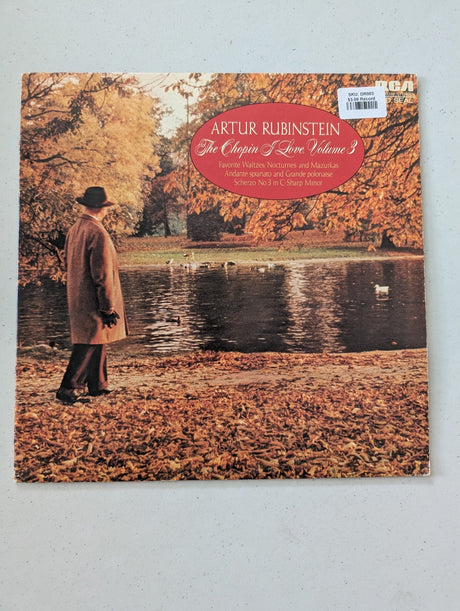 RCA
SKU: DR883
$3.00 Record
ARTUR RUBINSTEIN
The Chopin I Love, Volume 3
Favorite Waltzes, Nocturnes and Mazurkas
Andante spianato and Grande polonaise
Scherzo No.3 in C-Sharp Minor